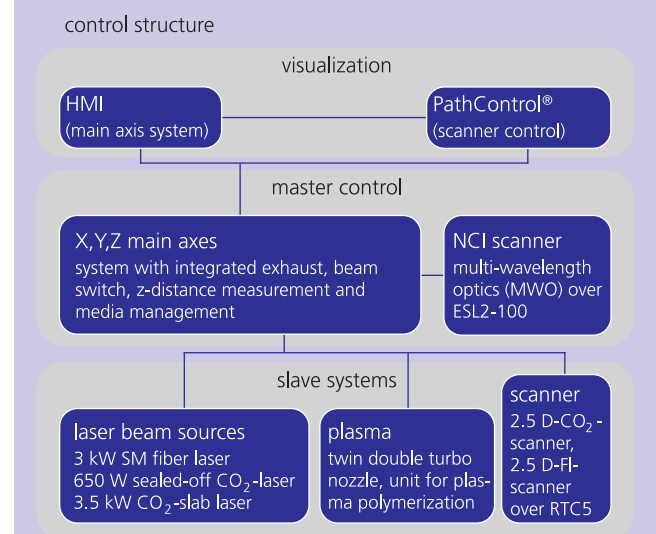 control structure
visualization
HMI
(main axis system)
PathControl®
(scanner control)
master control
X,Y,Z main axes
system with integrated exhaust, beam
switch, z-distance measurement and
media management
NCI scanner
multi-wavelength
optics (MWO) over
ESL2-100
slave systems
laser beam sources
3 kW SM fiber laser
650 W sealed-off CO₂-laser
3.5 kW CO₂-slab laser
plasma
twin double turbo
nozzle, unit for plas-
ma polymerization
scanner
2.5 D-CO₂-
scanner,
2.5 D-FI-
scanner
over RTC5